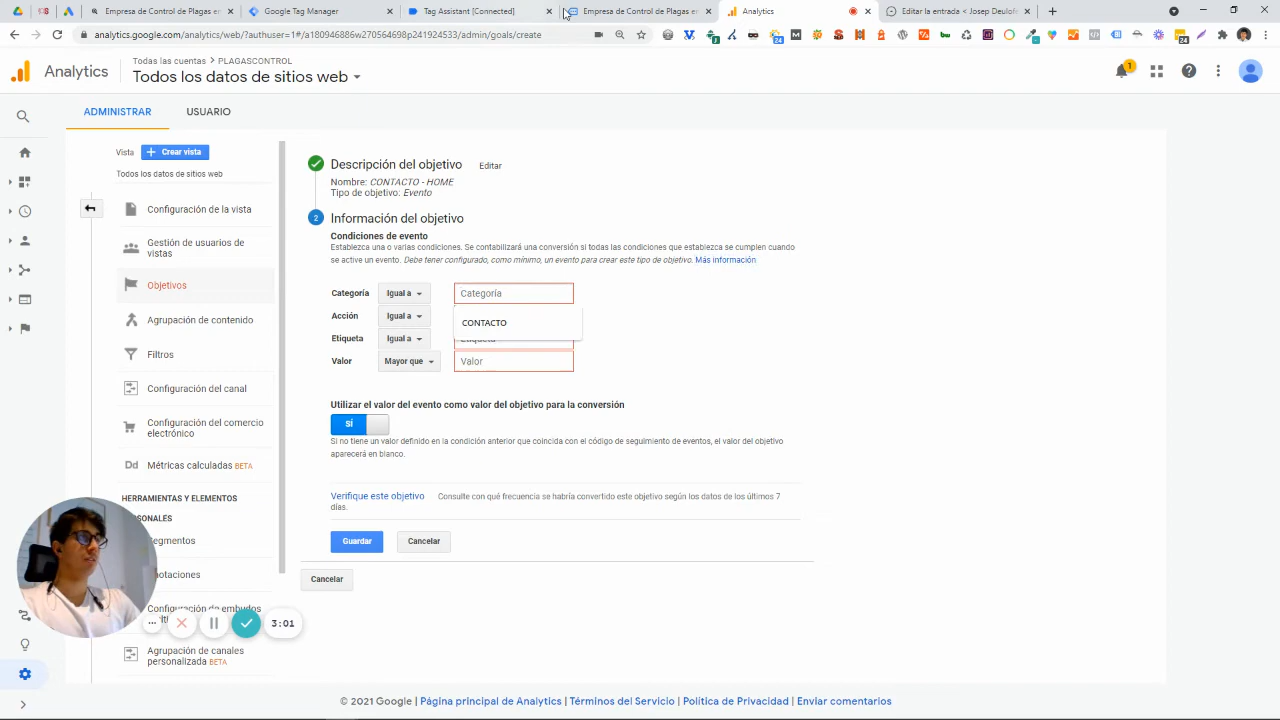 Empresa de Control de Plagas en
Google Tag Manager
Tag Assistant [Connected]
Empresa de Control de Plagas en
Analytics
Editar la entrada < Josep Deulofe
analytics.google.com/analytics/web/?authuser=1#/a180946886w270564698p241924533/admin/goals/create
Analytics
Todas las cuentas > PLAGASCONTROL
Todos los datos de sitios web
1
ADMINISTRAR
USUARIO
Vista
+ Crear vista
Todos los datos de sitios web
Configuración de la vista
Gestión de usuarios de
vistas
Objetivos
Agrupación de contenido
Filtros
Configuración del canal
Configuración del comercio
electrónico
Dd
Métricas calculadas BETA
HERRAMIENTAS Y ELEMENTOS
Agrupación de canales
personalizada BETA
Descripción del objetivo
Editar
Nombre: CONTACTO - HOME
Tipo de objetivo: Evento
2
Información del objetivo
Condiciones de evento
Establezca una o varias condiciones. Se contabilizará una conversión si todas las condiciones que establezca se cumplen cuando
se active un evento. Debe tener configurado, como mínimo, un evento para crear este tipo de objetivo. Más información
Categoría
Igual a
Categoría
Acción
Igual a
CONTACTO
Etiqueta
Igual a
Valor
Mayor que
Valor
Utilizar el valor del evento como valor del objetivo para la conversión
SÍ
Si no tiene un valor definido en la condición anterior que coincida con el código de seguimiento de eventos, el valor del objetivo
aparecerá en blanco.
Verifique este objetivo
Consulte con qué frecuencia se habría convertido este objetivo según los datos de los últimos 7
días.
Guardar
Cancelar
Cancelar
3:01
© 2021 Google | Página principal de Analytics | Términos del Servicio | Política de Privacidad | Enviar comentarios